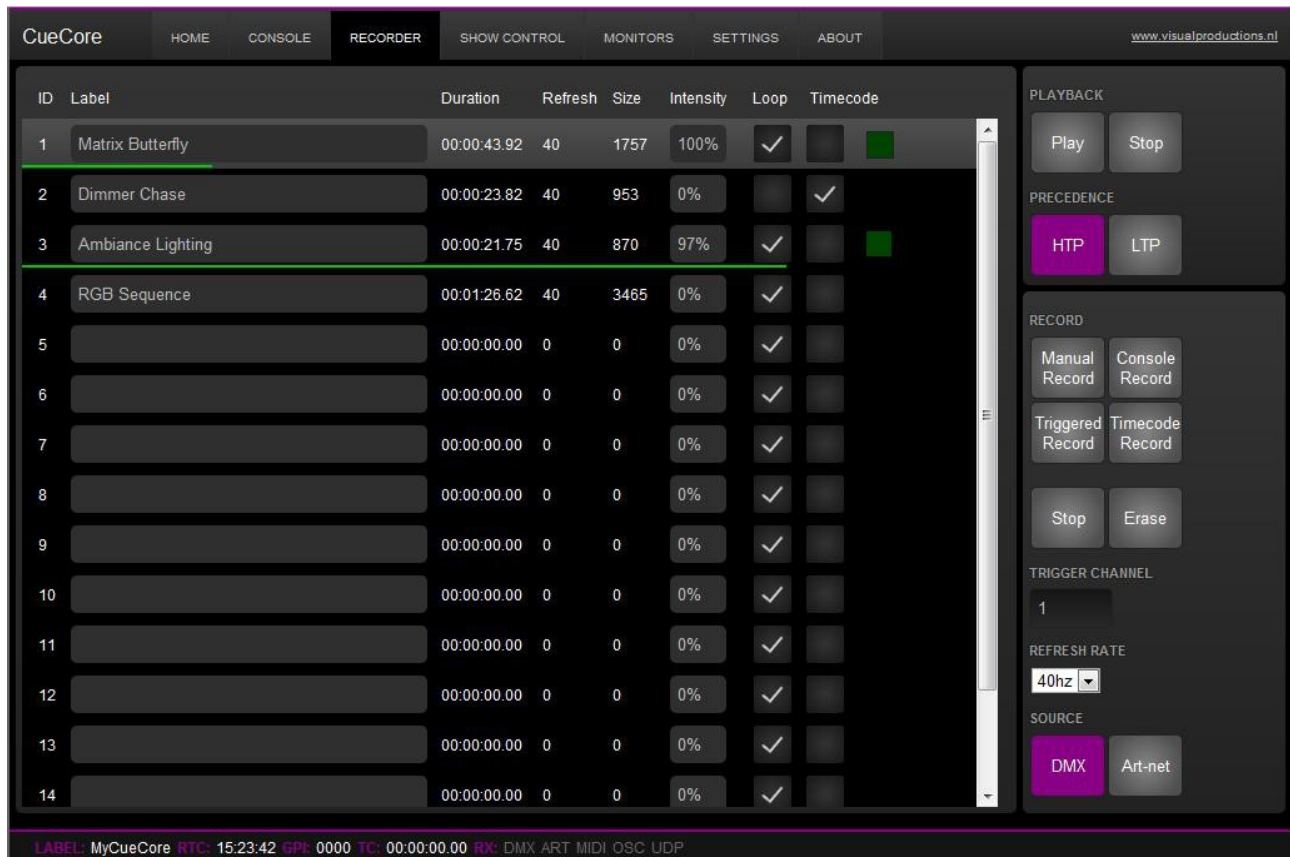 CueCore HOME CONSOLE RECORDER SHOW CONTROL MONITORS SETTINGS ABOUT www.visualproductions.nl
ID Label Duration Refresh Size Intensity Loop Timecode
1 Matrix Butterfly 00:00:43.92 40 1757 100%
2 Dimmer Chase 00:00:23.82 40 953 0%
3 Ambiance Lighting 00:00:21.75 40 870 97%
4 RGB Sequence 00:01:26.62 40 3465 0%
5 00:00:00.00 0 0 0%
6 00:00:00.00 0 0 0%
7 00:00:00.00 0 0 0%
8 00:00:00.00 0 0 0%
9 00:00:00.00 0 0 0%
10 00:00:00.00 0 0 0%
11 00:00:00.00 0 0 0%
12 00:00:00.00 0 0 0%
13 00:00:00.00 0 0 0%
14 00:00:00.00 0 0 0%
PLAYBACK
Play Stop
PRECEDENCE
HTP LTP
RECORD
Manual Record Console Record
Triggered Record Timecode Record
Stop Erase
TRIGGER CHANNEL
1
REFRESH RATE
40hz
SOURCE
DMX Art-net
LABEL: MyCueCore RTC: 15:23:42 GPI: 0000 TC: 00:00:00.00 RX: DMX ART MIDI OSC UDP